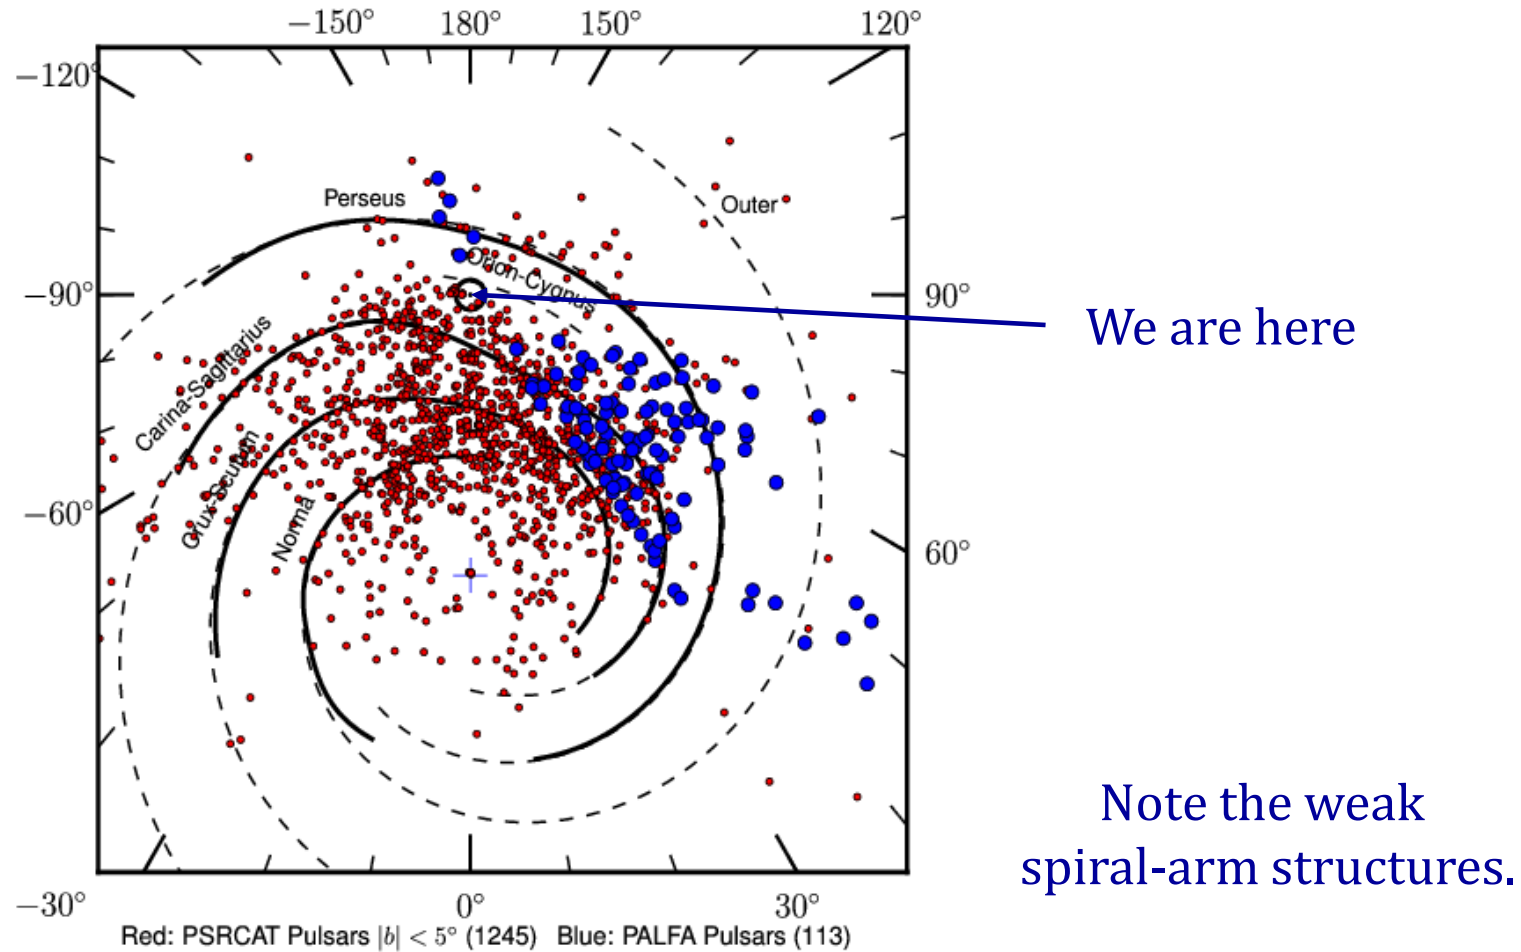 −150° 180° 150° 120°
−120°
Perseus
Outer
Orion-Cygnus
−90° 90°
We are here
Carina-Sagittarius
Crux-Scutum
Norma
−60°
60°
Note the weak
spiral-arm structures.
−30° 0° 30°
Red: PSRCAT Pulsars |b| < 5° (1245) Blue: PALFA Pulsars (113)